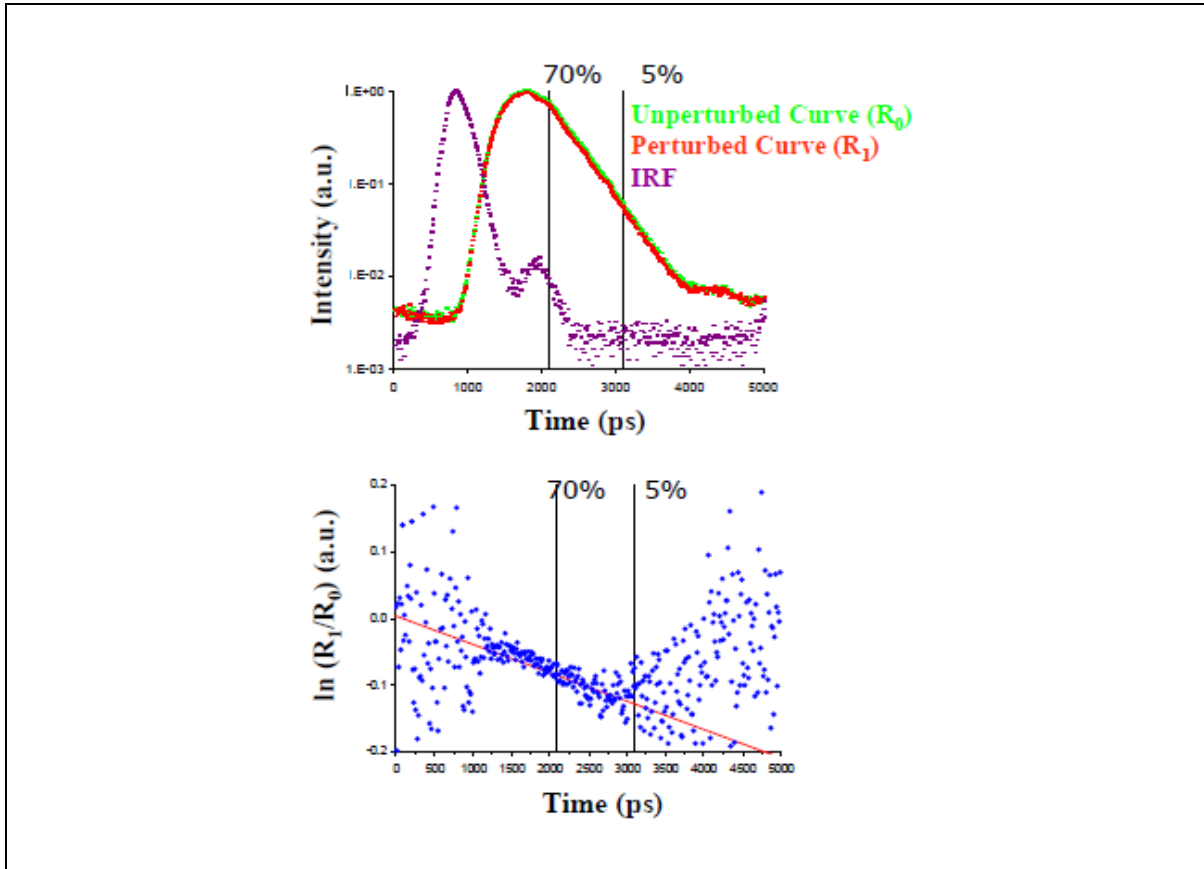 70% 5%
1.E+00
1.E-01
1.E-02
1.E-03
Intensity (a.u.)
Unperturbed Curve (R0)
Perturbed Curve (R1)
IRF
0 1000 2000 3000 4000 5000
Time (ps)
70% 5%
0.2
0.1
0.0
-0.1
-0.2
ln (R1/R0) (a.u.)
0 500 1000 1500 2000 2500 3000 3500 4000 4500 5000
Time (ps)